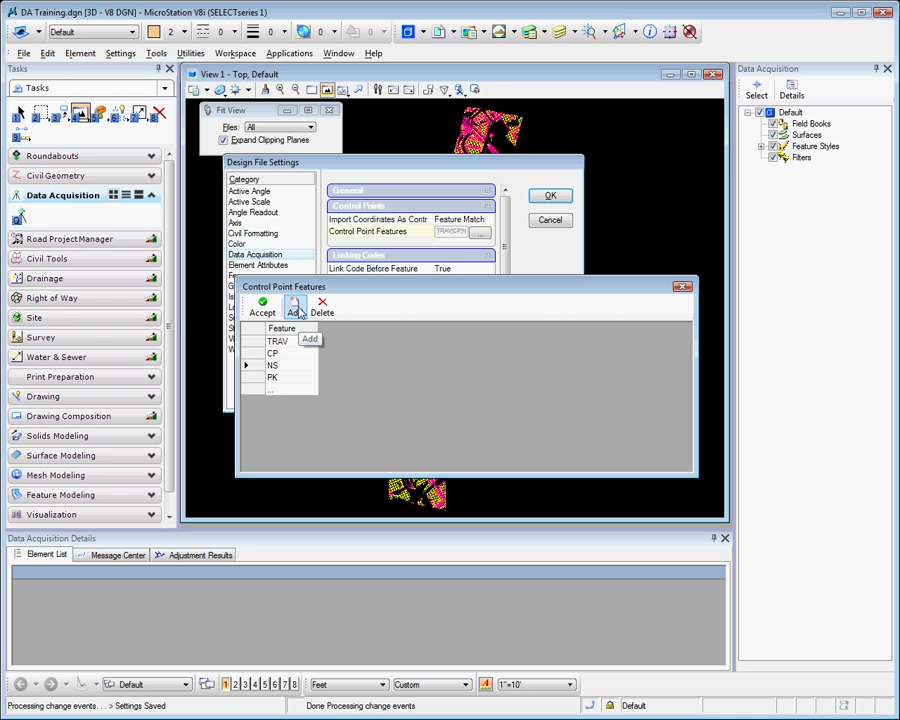 DA Training.dgn [3D - V8 DGN] - MicroStation V8i (SELECTseries 1)
Default 2 0 0 0 0
File Edit Element Settings Tools Utilities Workspace Applications Window Help
Tasks
Tasks
Roundabouts
Civil Geometry
Data Acquisition
Road ProjectManager
Civil Tools
Drainage
Right of Way
Site
Survey
Water & Sewer
Print Preparation
Drawing
Drawing Composition
Solids Modeling
Surface Modeling
Mesh Modeling
Feature Modeling
Visualization
View 1 - Top, Default
Fit View
Files: All
Expand Clipping Planes
Design File Settings
Category
Active Angle
Active Scale
Angle Readout
Axis
Civil Formatting
Color
Data Acquisition
Element Attributes
General
Control Points
Import Coordinates As Contr Feature Match
Control Point Features TRAV|CP|N ...
Linking Codes
Link Code Before Feature True
OK
Cancel
Control Point Features
Accept Add Delete
Add
Feature
TRAV
CP
NS
PK
...
Data Acquisition
Select Details
Default
Field Books
Surfaces
Feature Styles
Filters
Data Acquisition Details
Element List Message Center Adjustment Results
Default 1 2 3 4 5 6 7 8 Feet Custom 1"=10'
Processing change events. . . > Settings Saved Done Processing change events Default